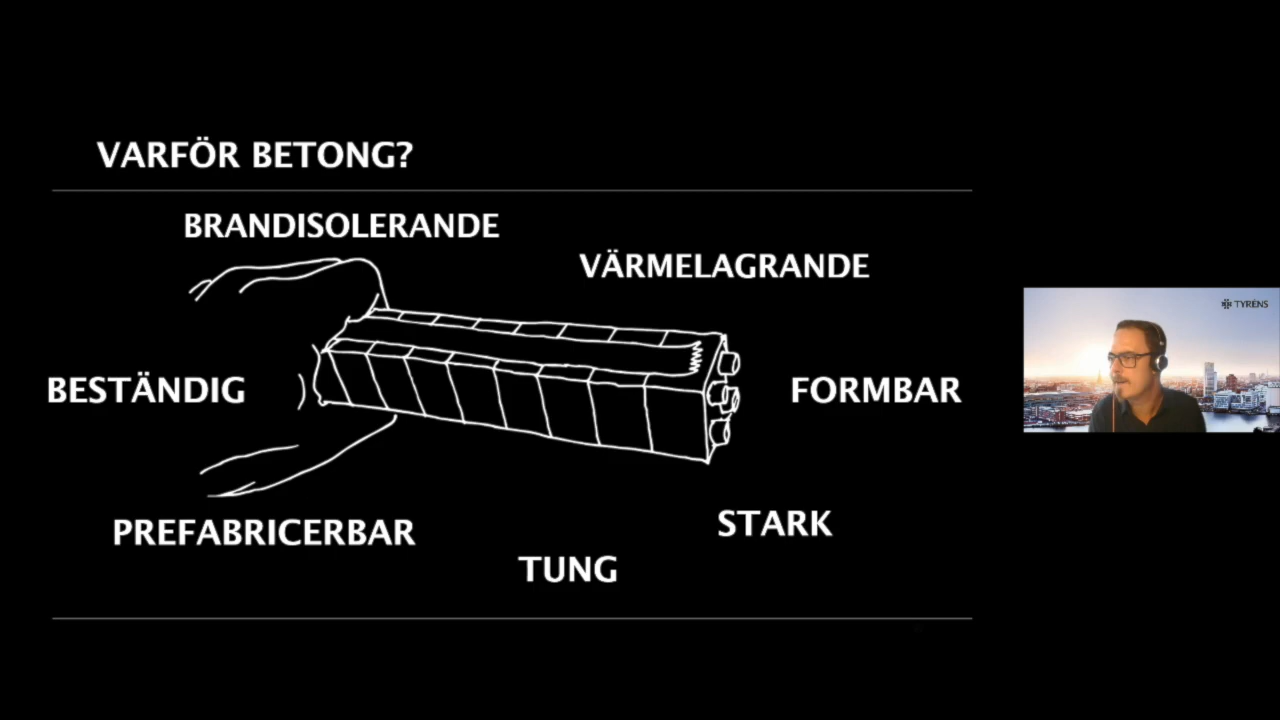 VARFÖR BETONG?
BRANDISOLERANDE
VÄRMELAGRANDE
BESTÄNDIG
FORMBAR
PREFABRICERBAR
STARK
TUNG
TYRÉNS